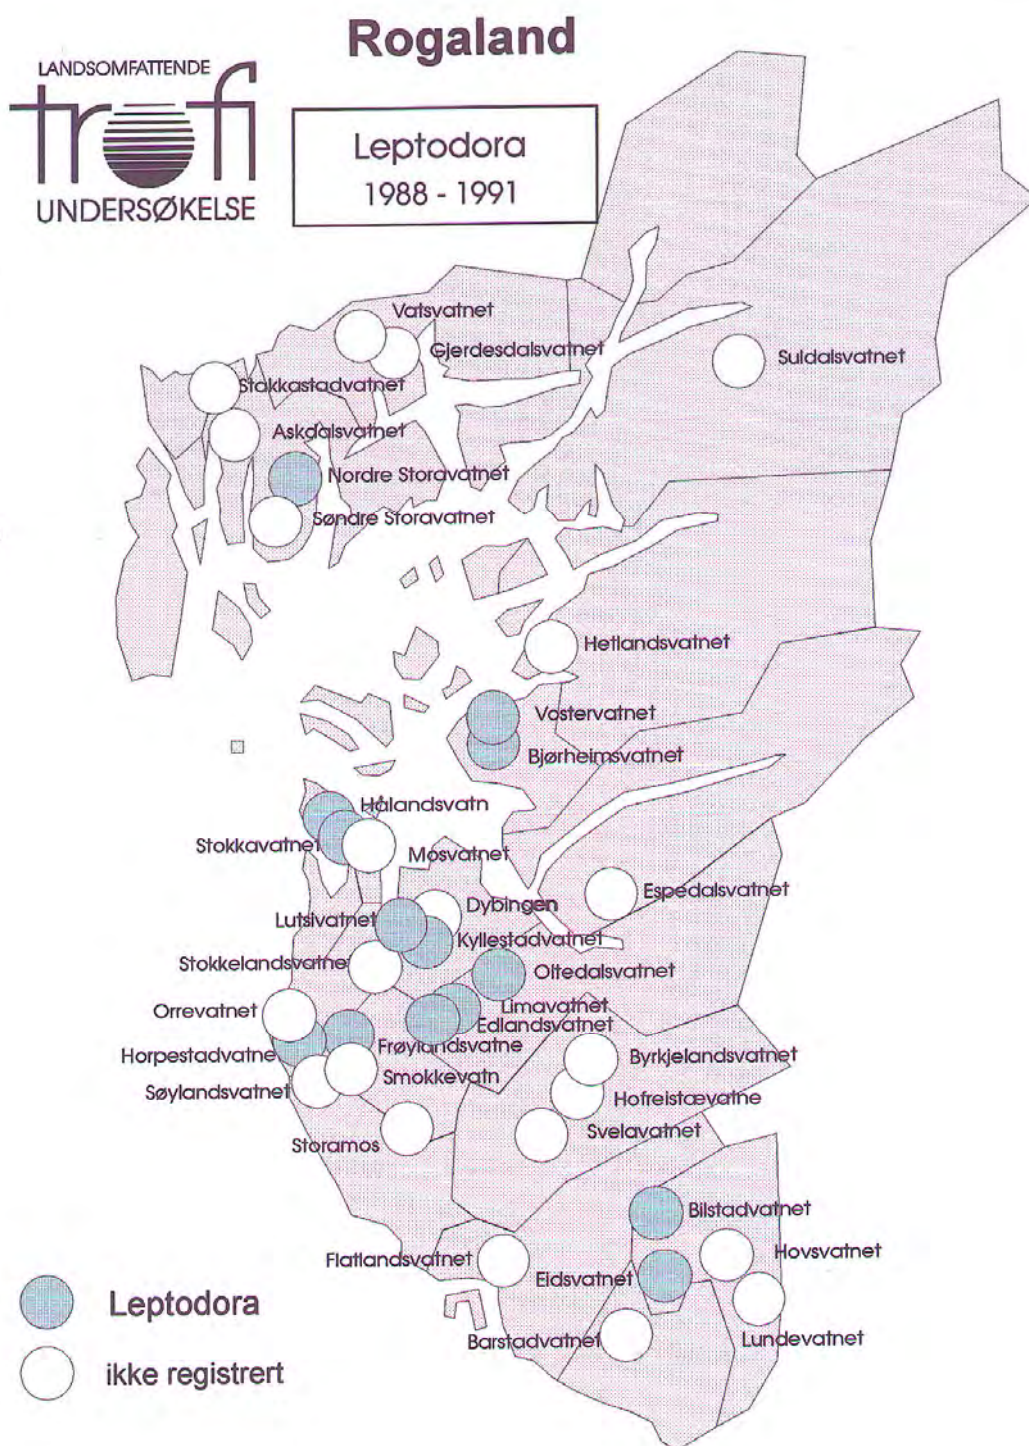 Rogaland
LANDSOMFATTENDE
trofi
UNDERSØKELSE
Leptodora
1988 - 1991
Vatsvatnet
Gjerdesdalsvatnet
Suldalsvatnet
Stakkastadvatnet
Askdalsvatnet
Nordre Storavatnet
Søndre Storavatnet
Hetlandsvatnet
Vostervatnet
Bjørheimsvatnet
Hålandsvatn
Stokkavatnet
Mosvatnet
Espedalsvatnet
Dybingen
Lutsivatnet
Kyllestadvatnet
Stokkelandsvatne
Oltedalsvatnet
Limavatnet
Orrevatnet
Edlandsvatnet
Frøylandsvatne
Horpestadvatne
Byrkjelandsvatnet
Smokkevatn
Søylandsvatnet
Hofreistævatne
Svelavatnet
Storamos
Bilstadvatnet
Hovsvatnet
Flatlandsvatnet
Eidsvatnet
Barstadvatnet
Lundevatnet
Leptodora
ikke registrert